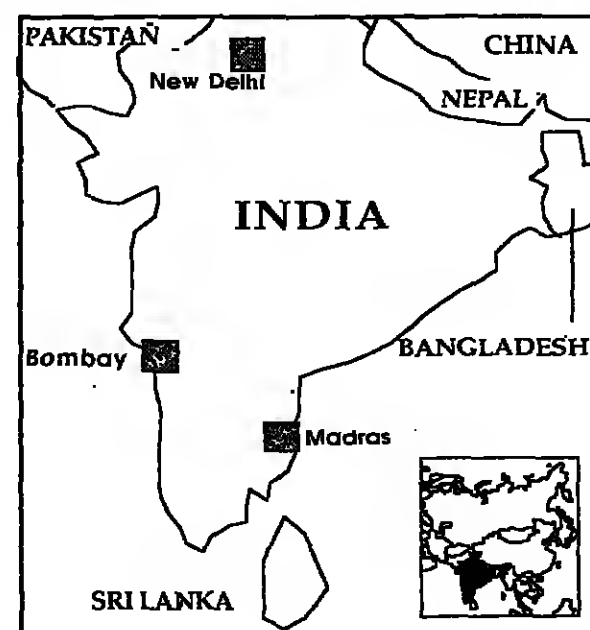 PAKISTAN
CHINA
New Delhi
NEPAL
INDIA
Bombay
BANGLADESH
Madras
SRI LANKA